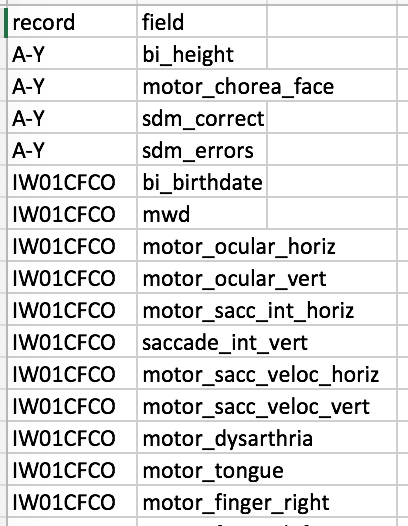 record field
A-Y bi_height
A-Y motor_chorea_face
A-Y sdm_correct
A-Y sdm_errors
IW01CFCO bi_birthdate
IW01CFCO mwd
IW01CFCO motor_ocular_horiz
IW01CFCO motor_ocular_vert
IW01CFCO motor_sacc_int_horiz
IW01CFCO saccade_int_vert
IW01CFCO motor_sacc_veloc_horiz
IW01CFCO motor_sacc_veloc_vert
IW01CFCO motor_dysarthria
IW01CFCO motor_tongue
IW01CFCO motor_finger_right